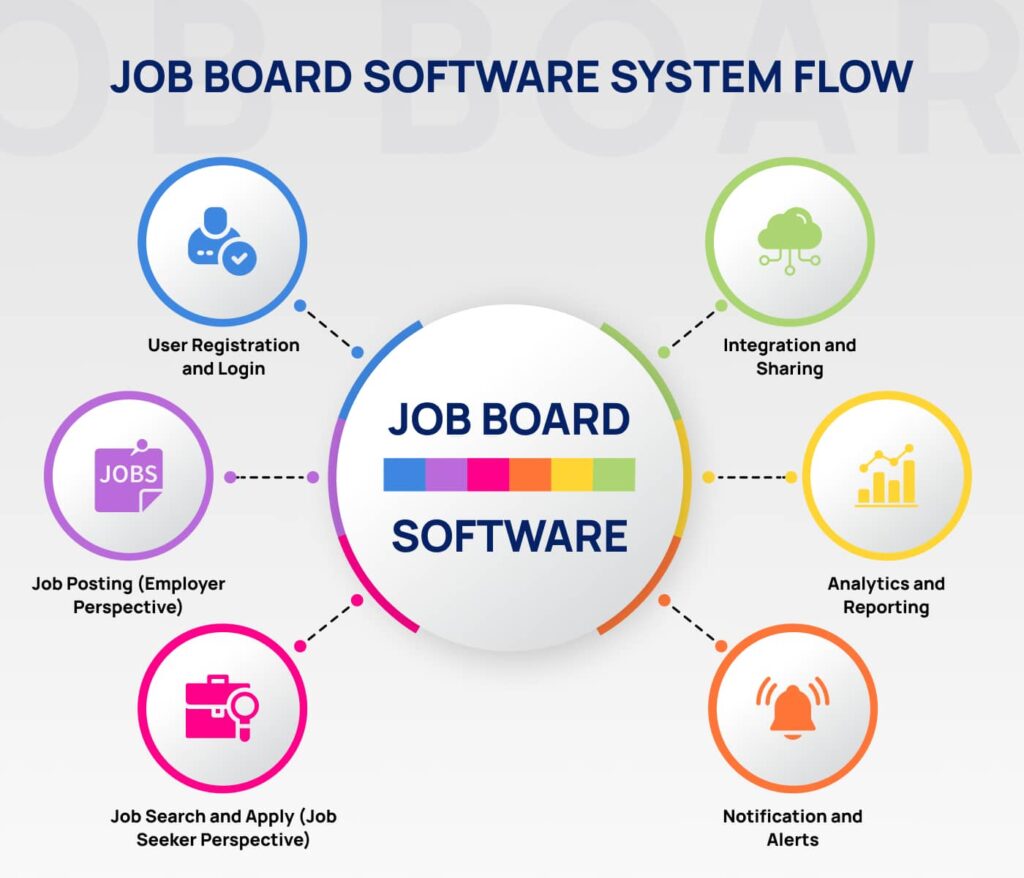 JOB BOAR
JOB BOARD SOFTWARE SYSTEM FLOW
User Registration
and Login
Integration and
Sharing
JOB BOARD
SOFTWARE
JOBS
Job Posting (Employer
Perspective)
Analytics and
Reporting
Job Search and Apply (Job
Seeker Perspective)
Notification and
Alerts